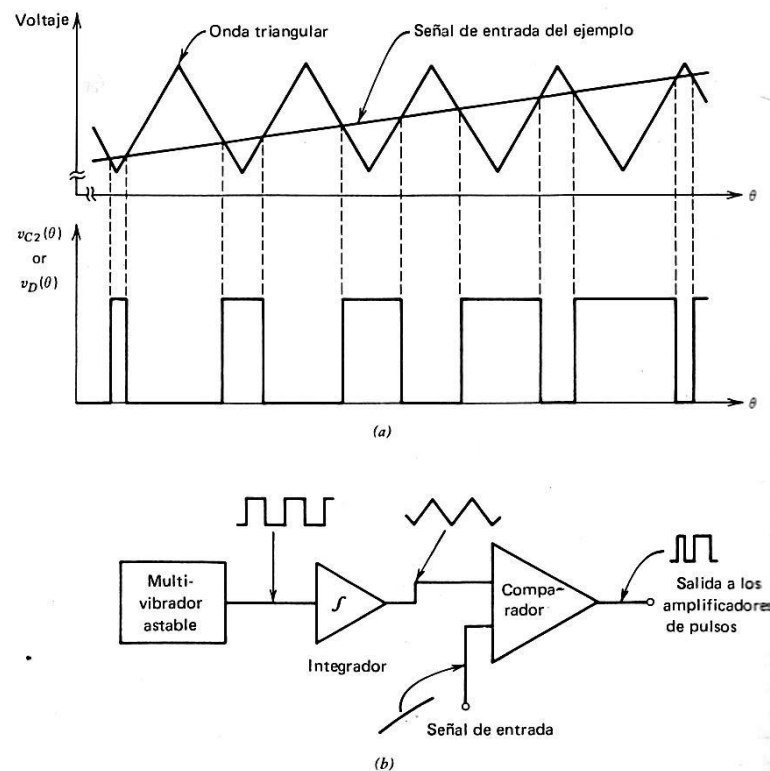 Voltaje
Onda triangular
Señal de entrada del ejemplo
θ
v_C2(θ)
or
v_D(θ)
θ
(a)
Multi-
vibrador
astable
∫
Integrador
Compa-
rador
Salida a los
amplificadores
de pulsos
Señal de entrada
(b)